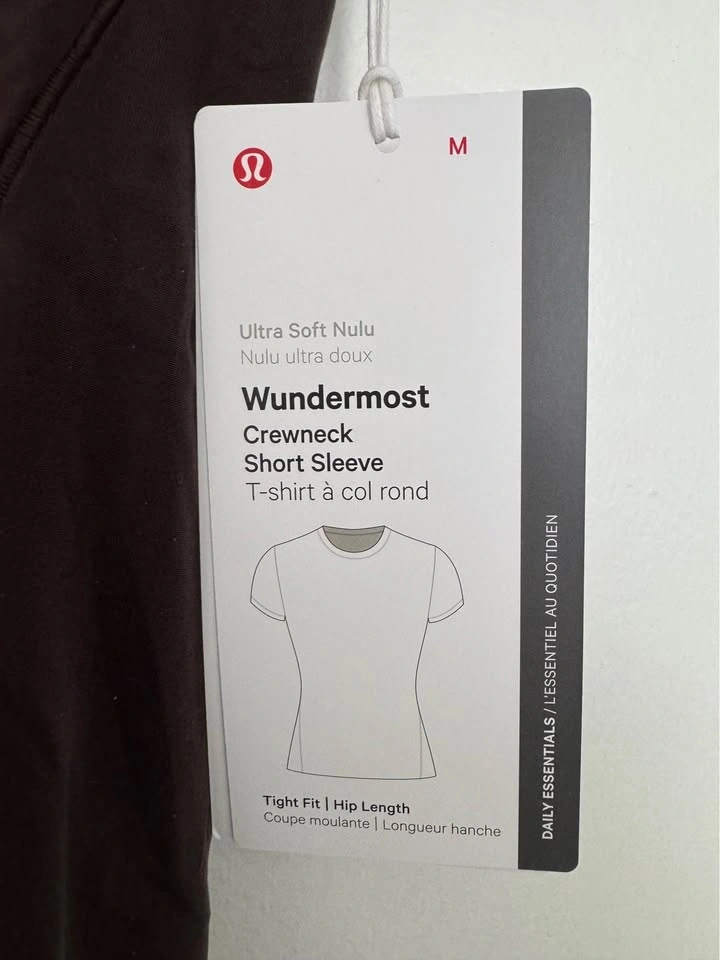 M
Ultra Soft Nulu
Nulu ultra doux
Wundermost
Crewneck
Short Sleeve
T-shirt à col rond
Tight Fit | Hip Length
Coupe moulante | Longueur hanche
DAILY ESSENTIALS / L'ESSENTIEL AU QUOTIDIEN